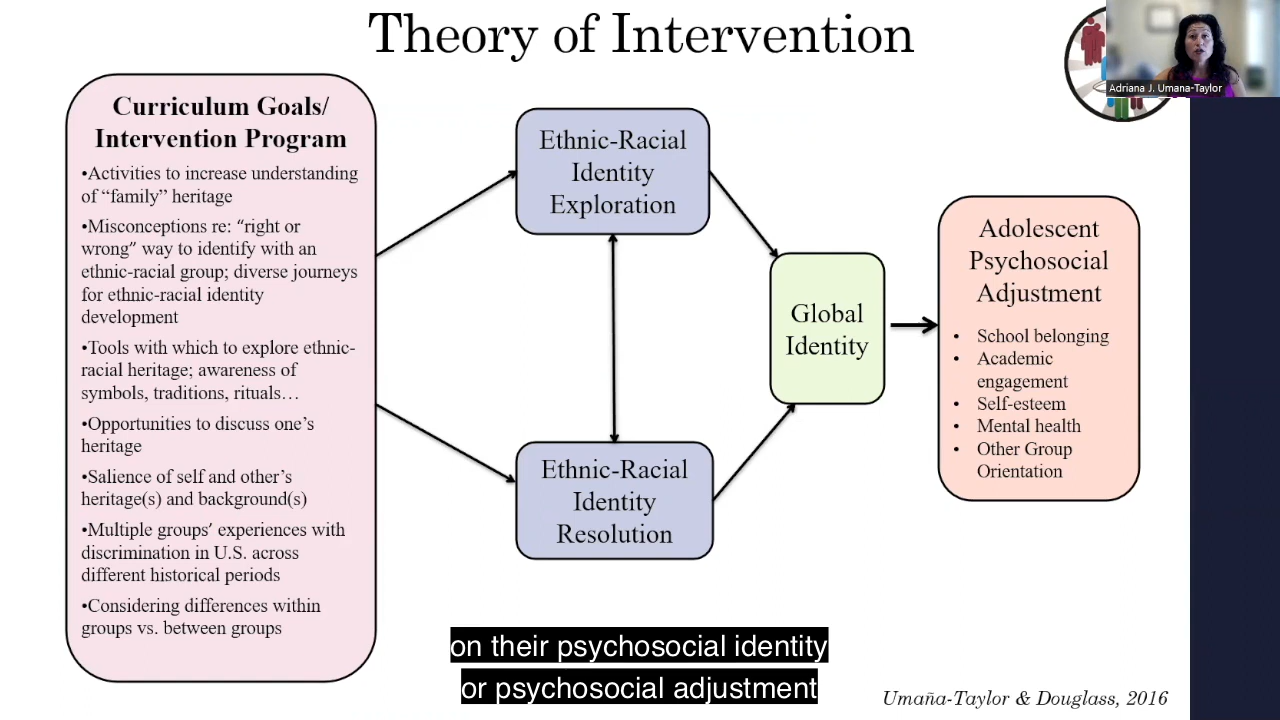 Theory of Intervention
Adriana J. Umana-Taylor
Curriculum Goals/
Intervention Program
•Activities to increase understanding
of “family” heritage
•Misconceptions re: “right or
wrong” way to identify with an
ethnic-racial group; diverse journeys
for ethnic-racial identity
development
•Tools with which to explore ethnic-
racial heritage; awareness of
symbols, traditions, rituals…
•Opportunities to discuss one’s
heritage
•Salience of self and other’s
heritage(s) and background(s)
•Multiple groups’ experiences with
discrimination in U.S. across
different historical periods
•Considering differences within
groups vs. between groups
Ethnic-Racial
Identity
Exploration
Ethnic-Racial
Identity
Resolution
Global
Identity
Adolescent
Psychosocial
Adjustment
• School belonging
• Academic
engagement
• Self-esteem
• Mental health
• Other Group
Orientation
on their psychosocial identity
or psychosocial adjustment
Umaña-Taylor & Douglass, 2016